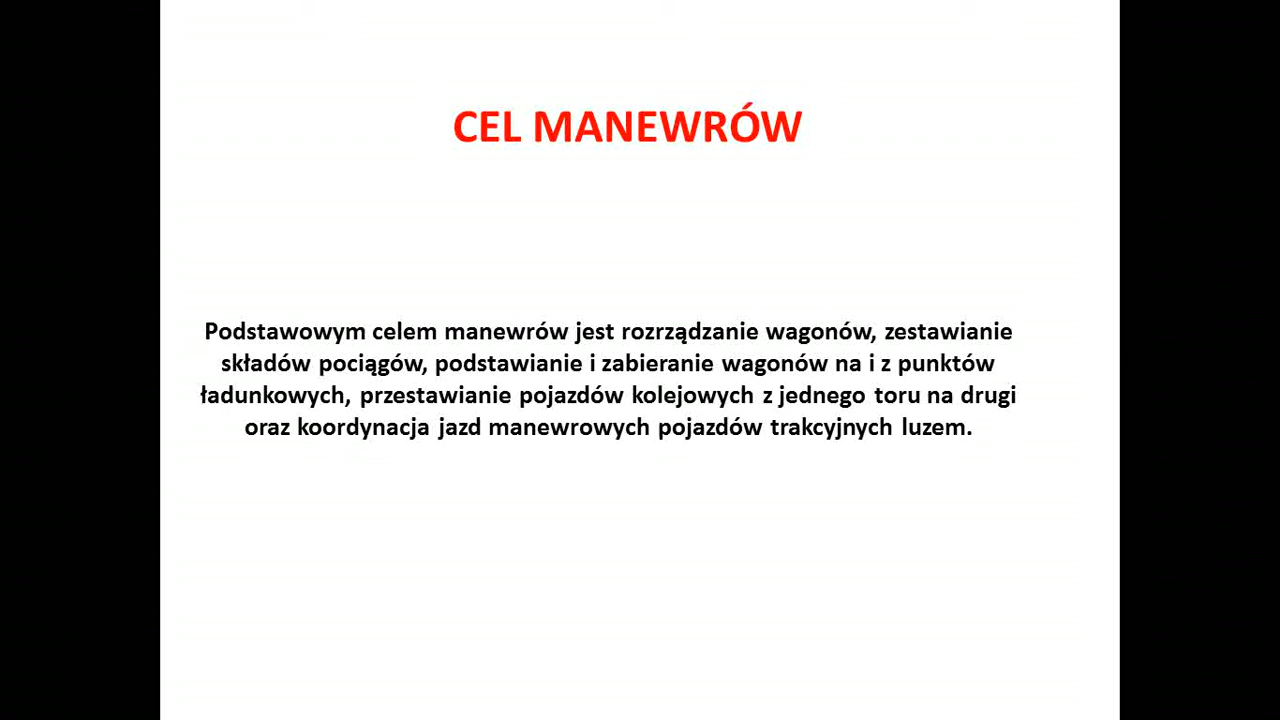 CEL MANEWRÓW
Podstawowym celem manewrów jest rozrządzanie wagonów, zestawianie
składów pociągów, podstawianie i zabieranie wagonów na i z punktów
ładunkowych, przestawianie pojazdów kolejowych z jednego toru na drugi
oraz koordynacja jazd manewrowych pojazdów trakcyjnych luzem.